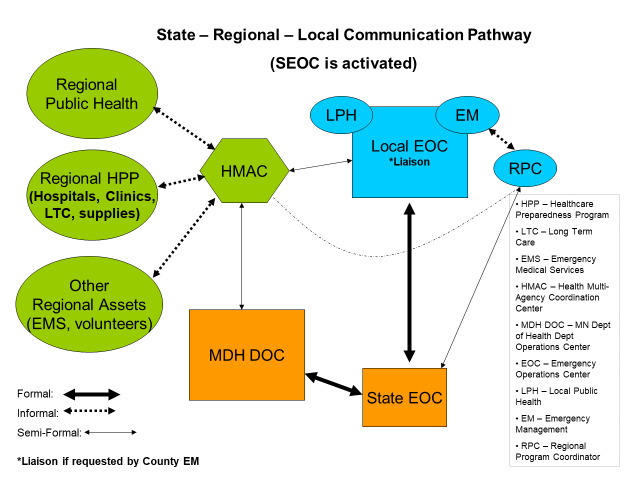 State – Regional – Local Communication Pathway
(SEOC is activated)
Regional
Public Health
LPH
EM
Local EOC
*Liaison
HMAC
RPC
Regional HPP
(Hospitals, Clinics,
LTC, supplies)
Other
Regional Assets
(EMS, volunteers)
MDH DOC
State EOC
• HPP – Healthcare
Preparedness Program
• LTC – Long Term
Care
• EMS – Emergency
Medical Services
• HMAC – Health Multi-
Agency Coordination
Center
• MDH DOC – MN Dept
of Health Dept
Operations Center
• EOC – Emergency
Operations Center
• LPH – Local Public
Health
• EM – Emergency
Management
• RPC – Regional
Program Coordinator
Formal:
Informal:
Semi-Formal:
*Liaison if requested by County EM